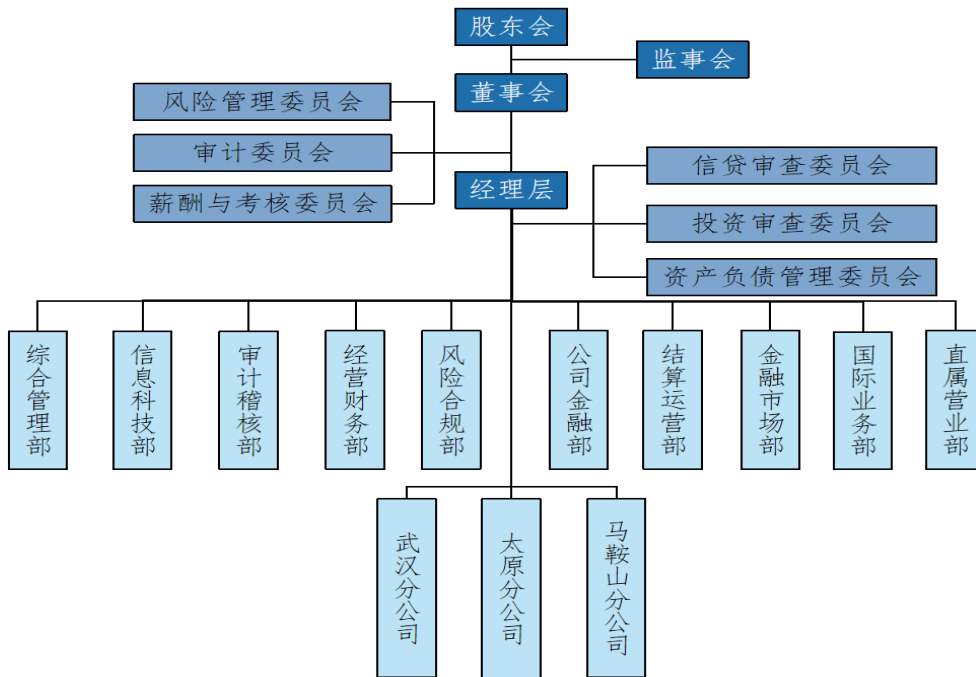 股东会
监事会
董事会
风险管理委员会
审计委员会
薪酬与考核委员会
经理层
信贷审查委员会
投资审查委员会
资产负债管理委员会
综合管理部
信息科技部
审计稽核部
经营财务部
风险合规部
公司金融部
结算运营部
金融市场部
国际业务部
直属营业部
武汉分公司
太原分公司
马鞍山分公司